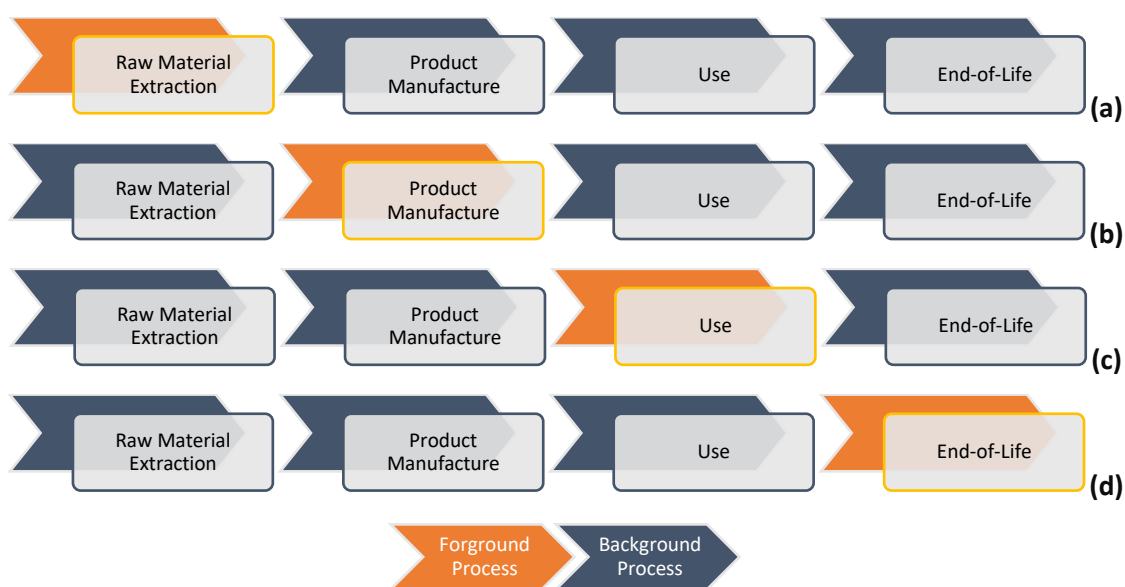 Raw Material
Extraction
Product
Manufacture
Use
End-of-Life
(a)
Raw Material
Extraction
Product
Manufacture
Use
End-of-Life
(b)
Raw Material
Extraction
Product
Manufacture
Use
End-of-Life
(c)
Raw Material
Extraction
Product
Manufacture
Use
End-of-Life
(d)
Forground
Process
Background
Process